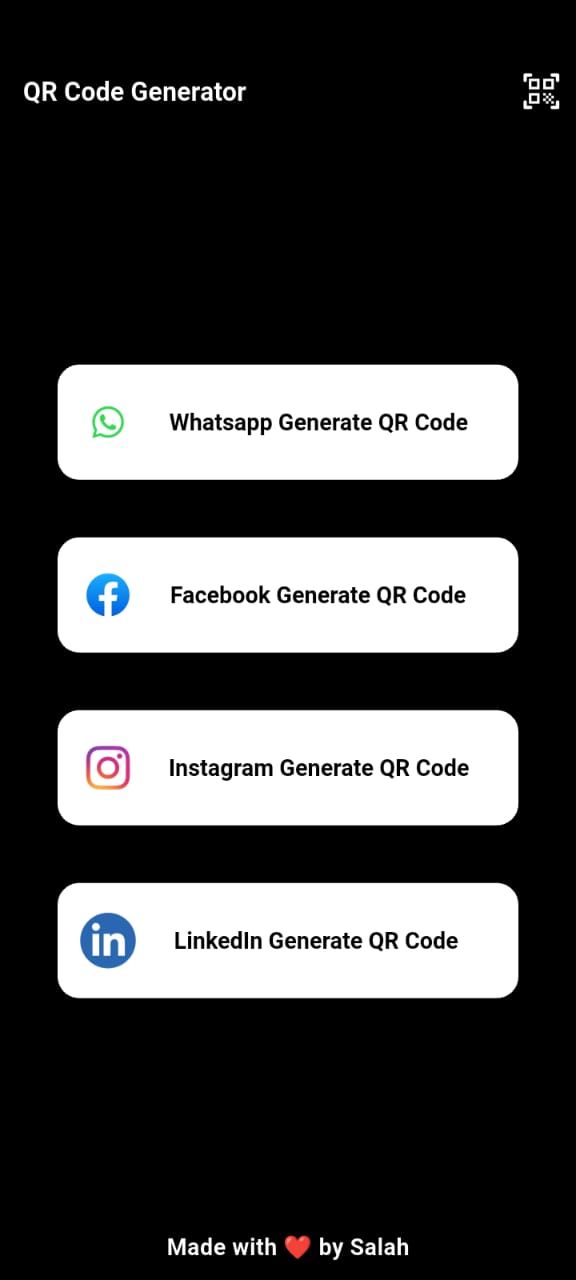 QR Code Generator
Whatsapp Generate QR Code
Facebook Generate QR Code
Instagram Generate QR Code
in LinkedIn Generate QR Code
Made with ❤️ by Salah